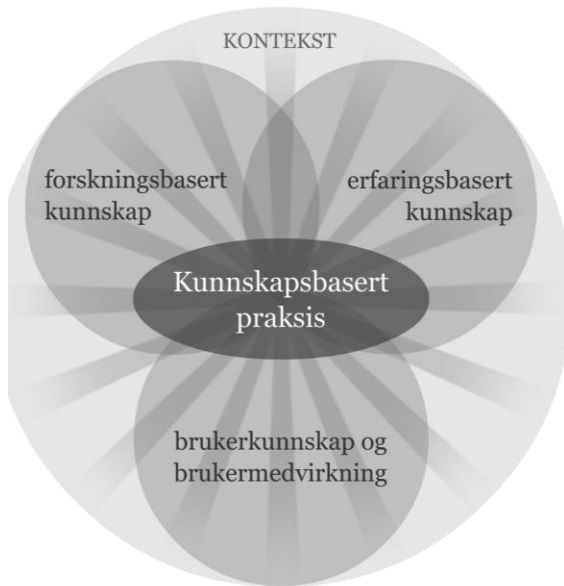 KONTEKST
forskningsbasert
kunnskap
erfaringsbasert
kunnskap
Kunnskapsbasert
praksis
brukerkunnskap og
brukermedvirkning